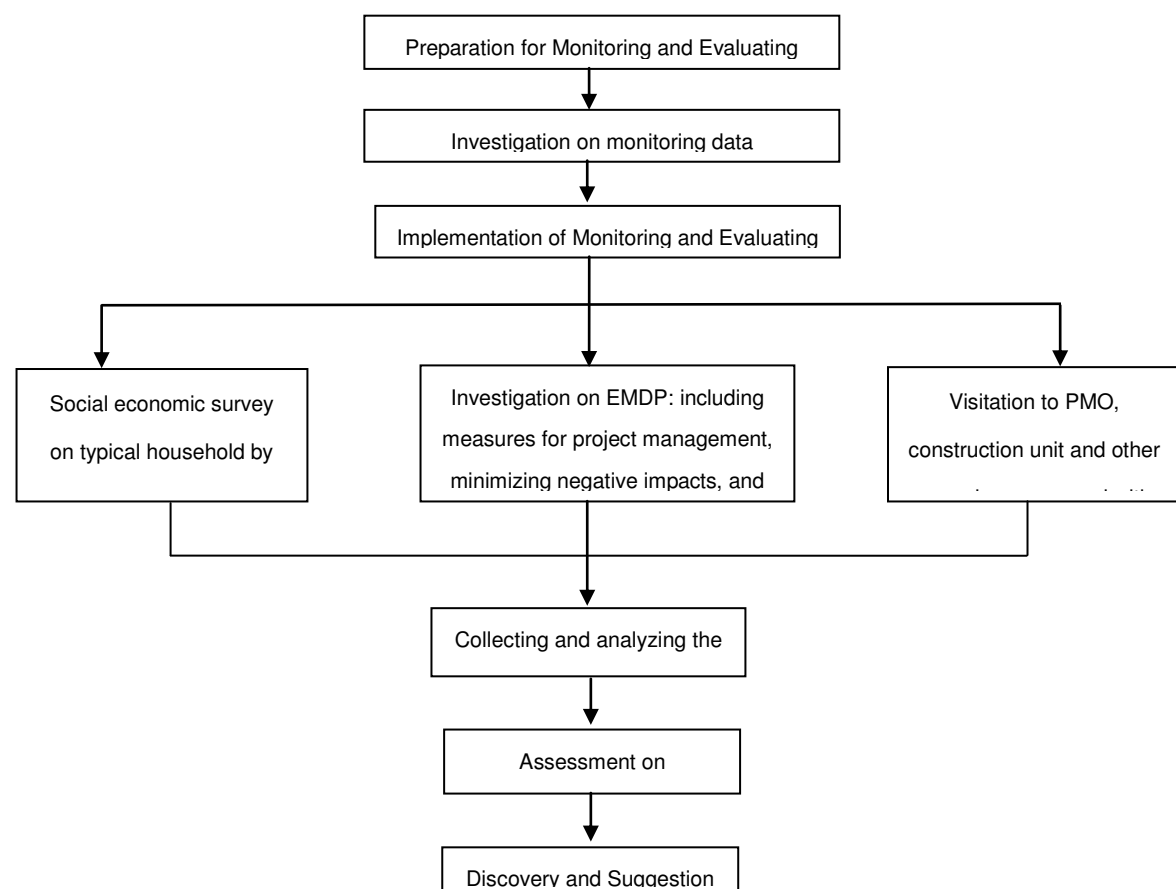 Preparation for Monitoring and Evaluating
Investigation on monitoring data
Implementation of Monitoring and Evaluating
Social economic survey
on typical household by
Investigation on EMDP: including
measures for project management,
minimizing negative impacts, and
Visitation to PMO,
construction unit and other
Collecting and analyzing the
Assessment on
Discovery and Suggestion